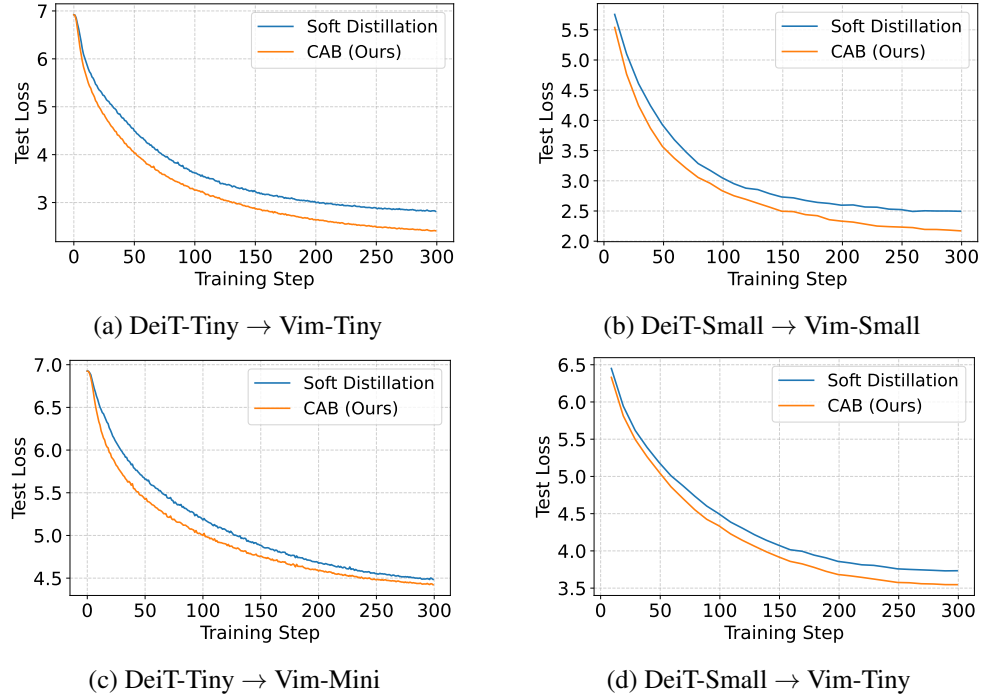 7
6
5
4
3
Test Loss
0 50 100 150 200 250 300
Training Step
Soft Distillation
CAB (Ours)
(a) DeiT-Tiny → Vim-Tiny
5.5
5.0
4.5
4.0
3.5
3.0
2.5
2.0
Test Loss
0 50 100 150 200 250 300
Training Step
Soft Distillation
CAB (Ours)
(b) DeiT-Small → Vim-Small
7.0
6.5
6.0
5.5
5.0
4.5
Test Loss
0 50 100 150 200 250 300
Training Step
Soft Distillation
CAB (Ours)
(c) DeiT-Tiny → Vim-Mini
6.5
6.0
5.5
5.0
4.5
4.0
3.5
Test Loss
0 50 100 150 200 250 300
Training Step
Soft Distillation
CAB (Ours)
(d) DeiT-Small → Vim-Tiny